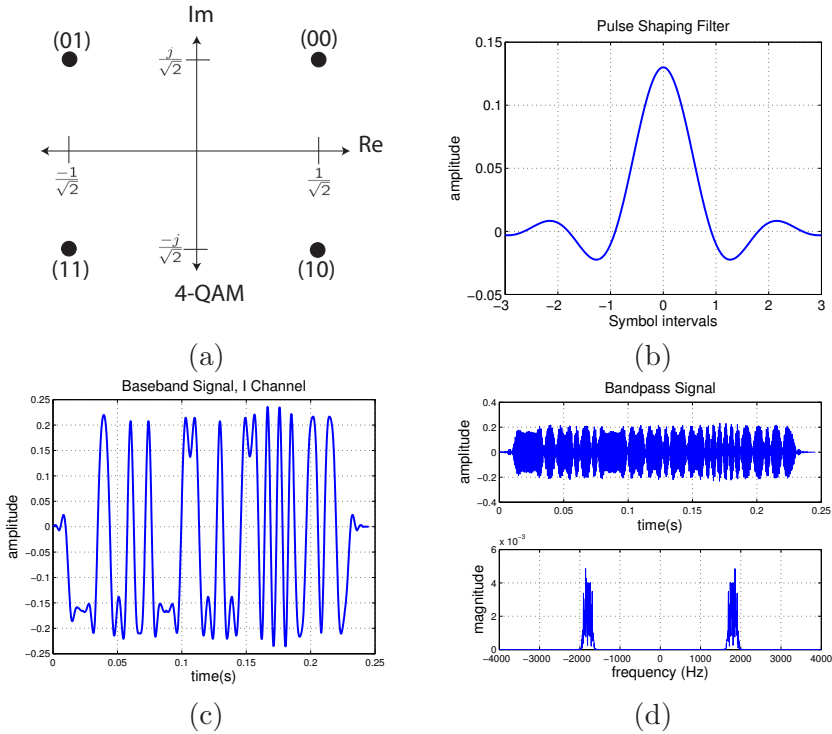 Im
(01)
(00)
j/√2
Re
-1/√2
1/√2
-j/√2
(11)
(10)
4-QAM
(a)
Pulse Shaping Filter
0.15
0.1
0.05
0
−0.05
amplitude
−3 −2 −1 0 1 2 3
Symbol intervals
(b)
Baseband Signal, I Channel
0.25
0.2
0.15
0.1
0.05
0
−0.05
−0.1
−0.15
−0.2
−0.25
amplitude
0 0.05 0.1 0.15 0.2 0.25
time(s)
(c)
Bandpass Signal
0.4
0.2
0
−0.2
−0.4
amplitude
0 0.05 0.1 0.15 0.2 0.25
time(s)
x 10⁻³
6
4
2
0
magnitude
−4000 −3000 −2000 −1000 0 1000 2000 3000 4000
frequency (Hz)
(d)